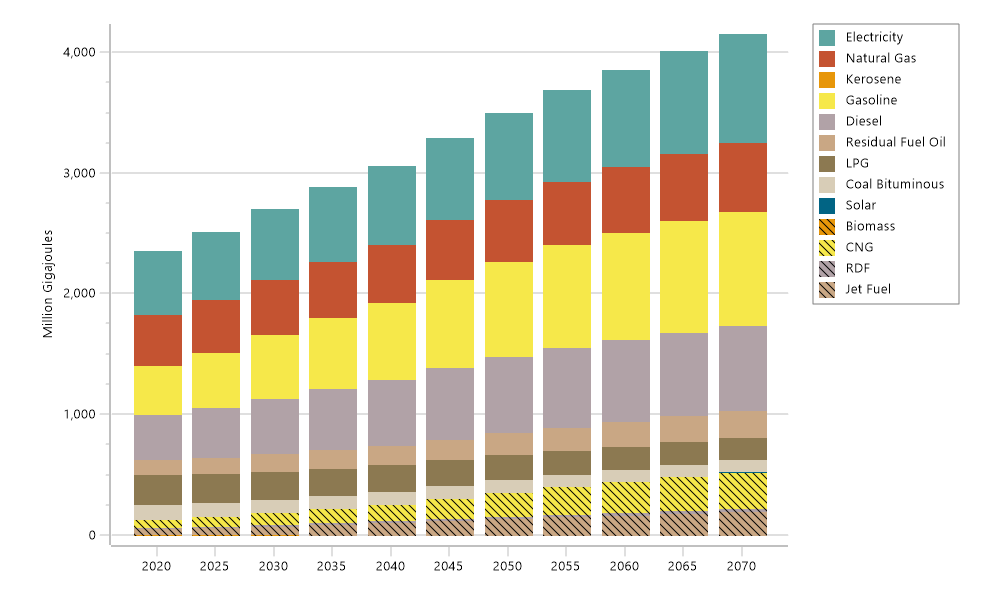 4,000
3,000
2,000
1,000
0
Million Gigajoules
2020 2025 2030 2035 2040 2045 2050 2055 2060 2065 2070
Electricity
Natural Gas
Kerosene
Gasoline
Diesel
Residual Fuel Oil
LPG
Coal Bituminous
Solar
Biomass
CNG
RDF
Jet Fuel